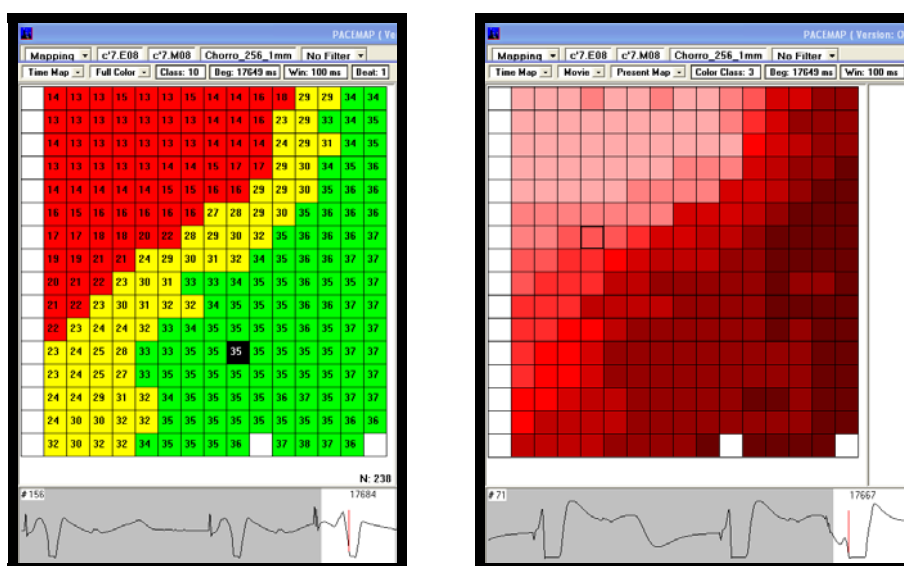 PACEMAP ( Ve
Mapping c'7.E08 c'7.M08 Chorro_256_1mm No Filter
Time Map Full Color Class: 10 Beg: 17649 ms Win: 100 ms Beat: 1
14 13 13 15 13 13 15 14 14 16 18 29 29 34 34
13 13 13 13 13 13 13 14 14 16 23 29 33 34 35
13 13 13 13 13 13 13 14 14 14 24 29 31 34 35
13 13 13 13 13 14 14 15 17 17 29 30 34 35 36
14 14 14 14 14 15 15 16 16 29 29 30 35 36 36
16 15 16 16 16 16 16 27 28 29 30 35 36 36 36
17 17 18 18 20 22 28 29 30 32 35 36 36 36 37
19 21 21 24 29 30 31 32 34 35 36 36 37 37
20 21 22 23 30 31 33 33 34 35 35 36 35 36 37
21 22 23 30 31 32 32 34 35 35 36 36 36 37 37
22 23 24 24 32 33 34 35 35 35 35 36 35 37 37
23 24 25 28 33 33 35 35 35 35 35 35 35 37 37
23 24 25 27 33 35 35 35 35 35 35 35 35 37 37
24 24 29 31 32 34 35 35 35 35 36 37 35 37 37
24 30 30 32 32 35 35 35 35 35 35 35 35 36 36
32 30 32 32 34 35 35 35 36 37 38 37 36
N: 238
# 156 17684
PACEMAP ( Version: O
Mapping c'7.E08 c'7.M08 Chorro_256_1mm No Filter
Time Map Movie Present Map Color Class: 3 Beg: 17649 ms Win: 100 ms
# 71 17667